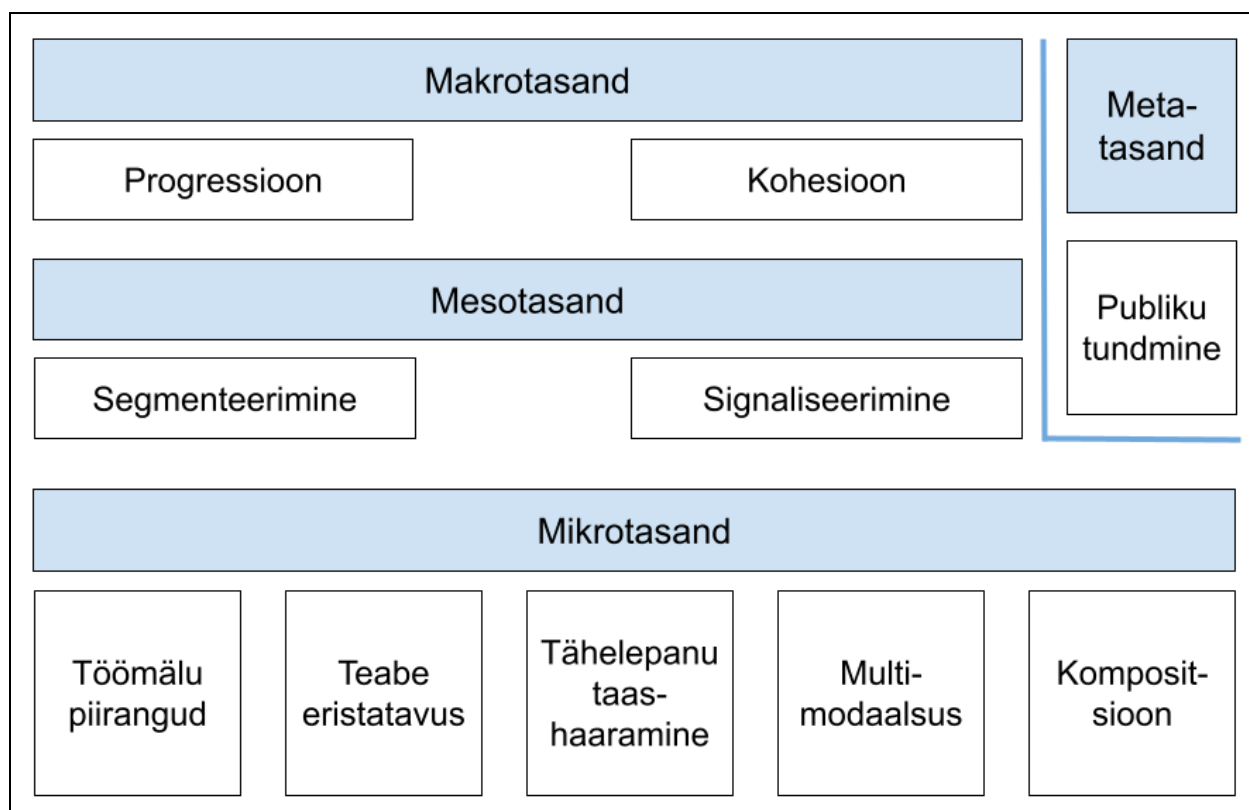 Makrotasand
Progressioon
Kohesioon
Mesotasand
Segmenteerimine
Signaliseerimine
Meta-
tasand
Publiku
tundmine
Mikrotasand
Töömälu
piirangud
Teabe
eristatavus
Tähelepanu
taas-
haaramine
Multi-
modaalsus
Komposit-
sioon